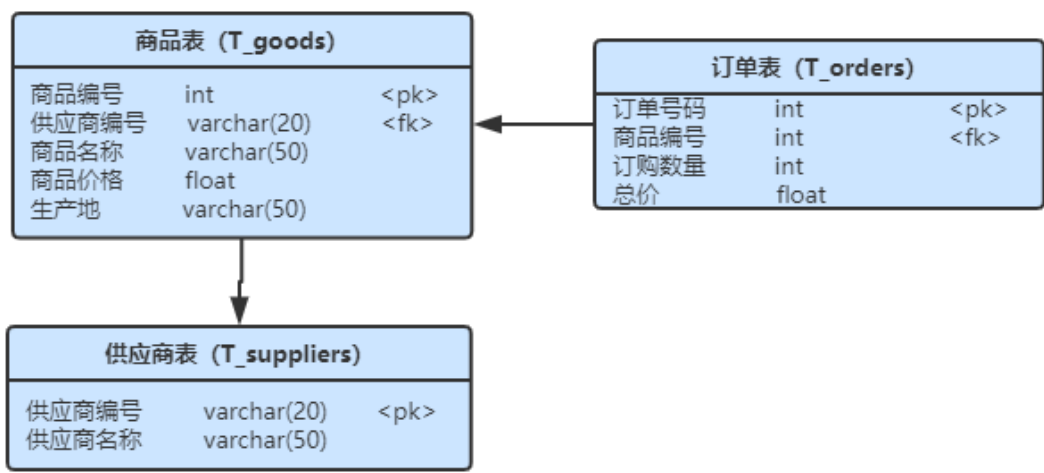 商品表（T_goods）
商品编号 int <pk>
供应商编号 varchar(20) <fk>
商品名称 varchar(50)
商品价格 float
生产地 varchar(50)
订单表（T_orders）
订单号码 int <pk>
商品编号 int <fk>
订购数量 int
总价 float
供应商表（T_suppliers）
供应商编号 varchar(20) <pk>
供应商名称 varchar(50)